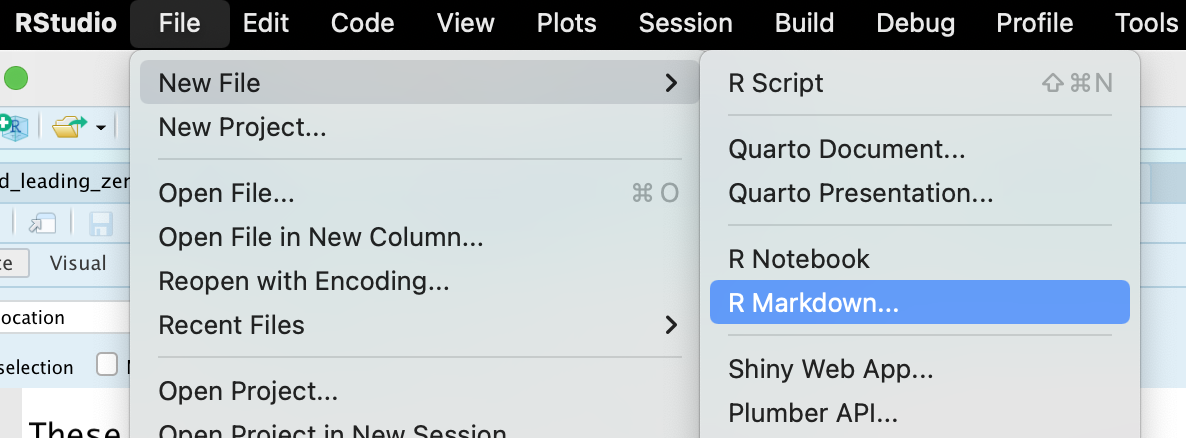 RStudio File Edit Code View Plots Session Build Debug Profile Tools
New File
New Project...
Open File... ⌘ O
Open File in New Column...
Reopen with Encoding...
Recent Files
Open Project...
Open Project in New Session
R Script ⇧⌘N
Quarto Document...
Quarto Presentation...
R Notebook
R Markdown...
Shiny Web App...
Plumber API...
R
d_leading_zer
Visual
ocation
selection
These